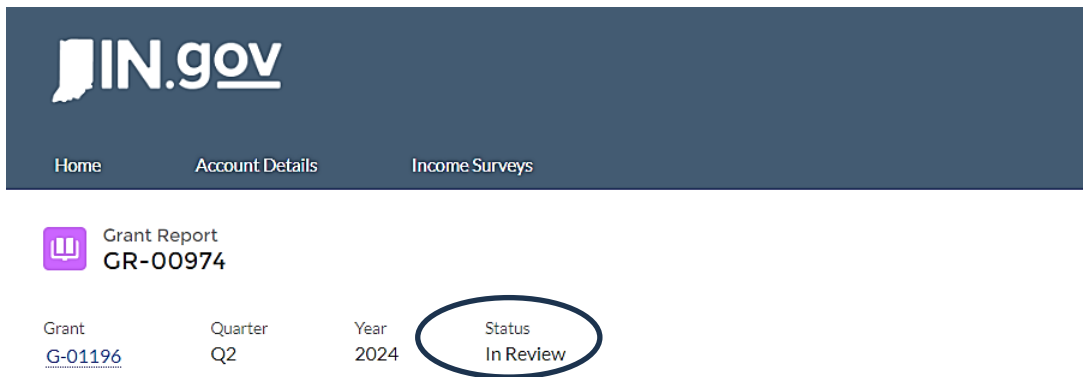 IN.gov
Home Account Details Income Surveys
Grant Report
GR-00974
Grant Quarter Year Status
G-01196 Q2 2024 In Review